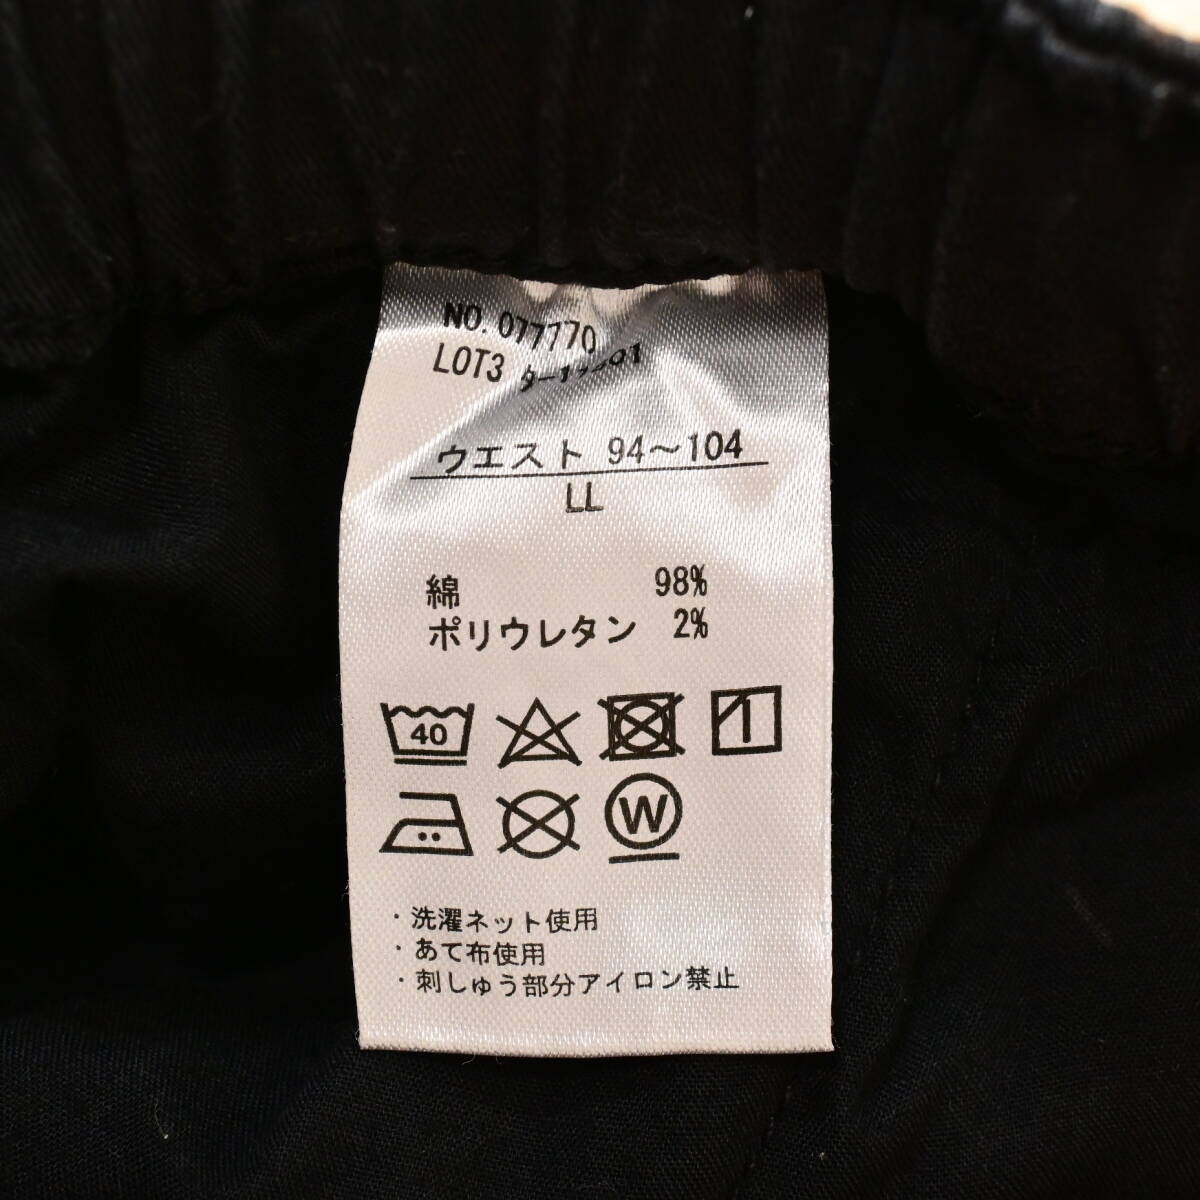 NO. 077770
LOT3
ウエスト 94～104
LL
綿 98%
ポリウレタン 2%
40
W
・洗濯ネット使用
・あて布使用
・刺しゅう部分アイロン禁止